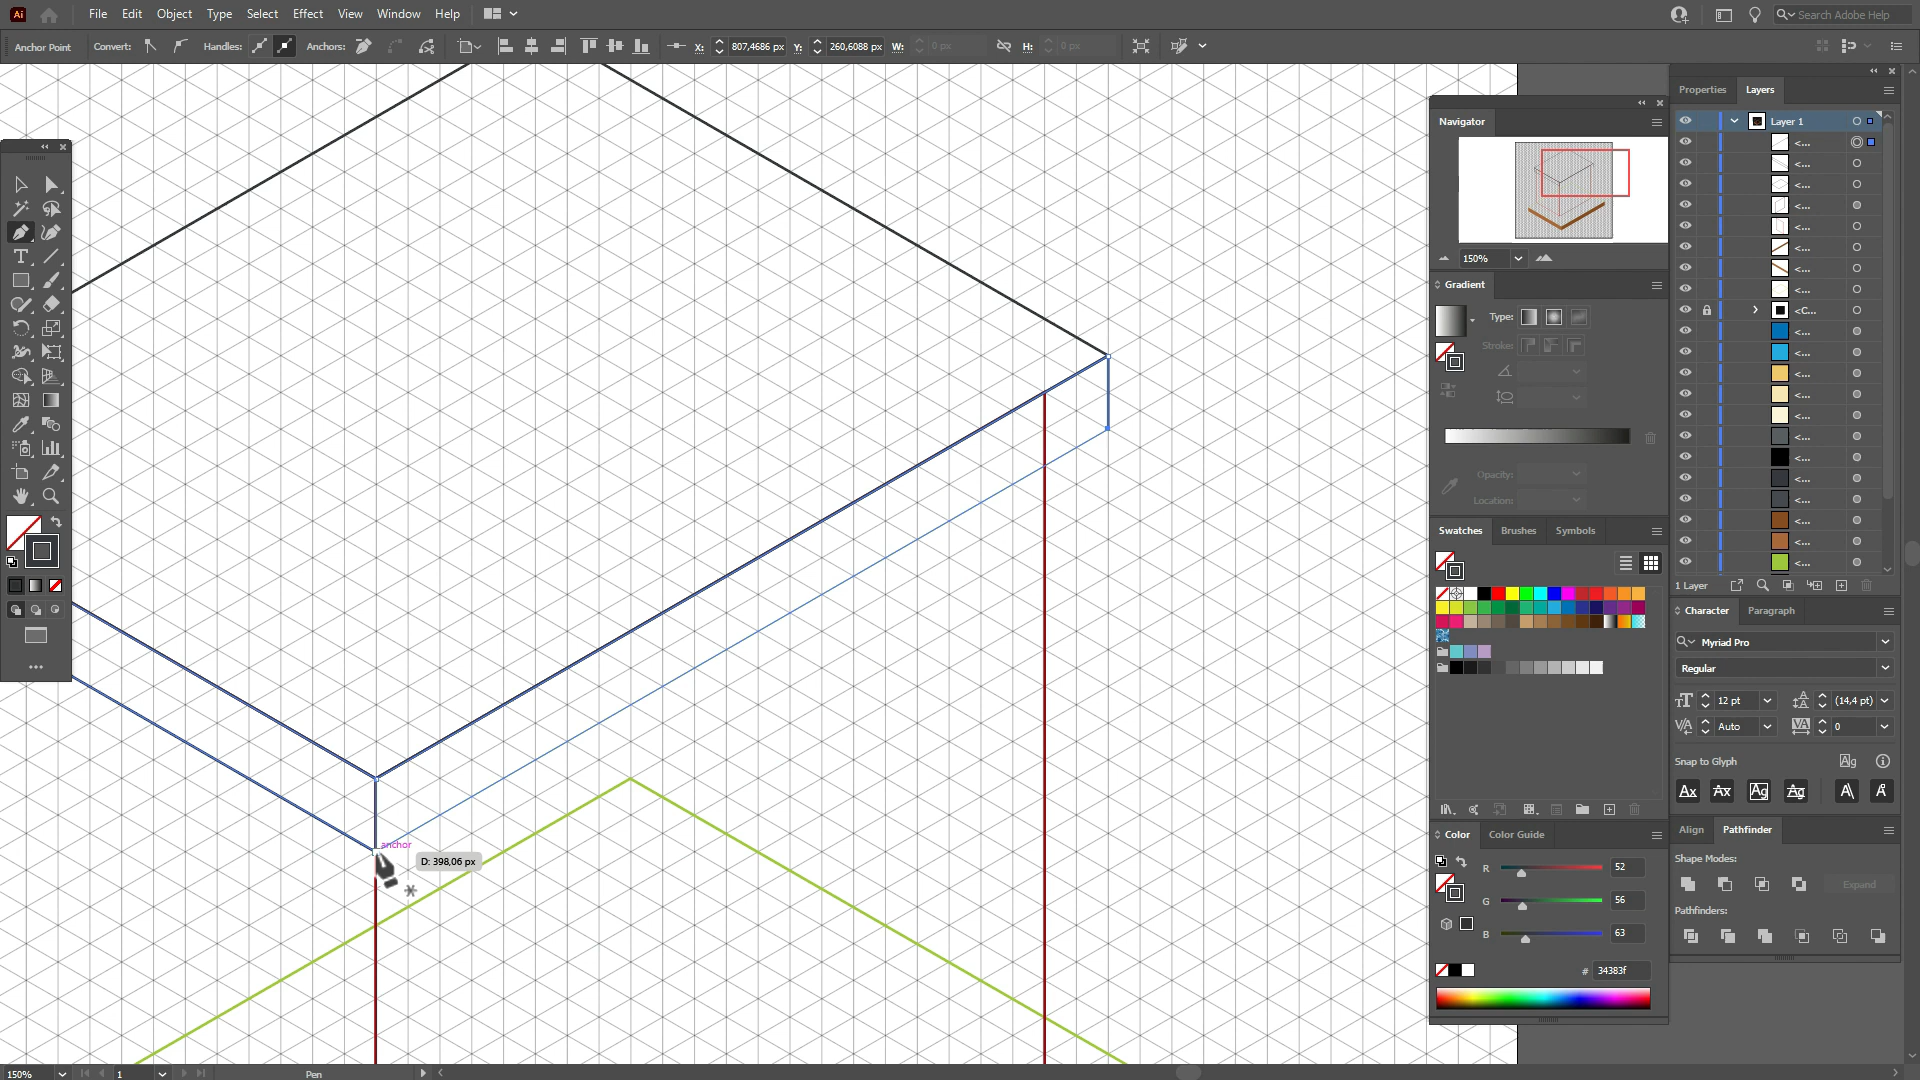 Ai File Edit Object Type Select Effect View Window Help Search Adobe Help
Anchor Point Convert: Handles: Anchors: X: 807,4686 px Y: 260,6088 px W: 0 px H: 0 px
Properties Layers
Layer 1
<...
<...
<...
<...
<...
<...
<...
<...
<C...
<...
<...
<...
<...
<...
<...
<...
<...
<...
<...
<...
<...
1 Layer
Navigator
150%
Gradient
Type:
Stroke:
Opacity:
Location:
Swatches Brushes Symbols
Color Color Guide
R 52
G 56
B 63
# 34383f
Character Paragraph
Myriad Pro
Regular
12 pt (14,4 pt)
Auto 0
Snap to Glyph
Align Pathfinder
Shape Modes:
Expand
Pathfinders:
anchor
D: 398,06 px
150% 1 Pen